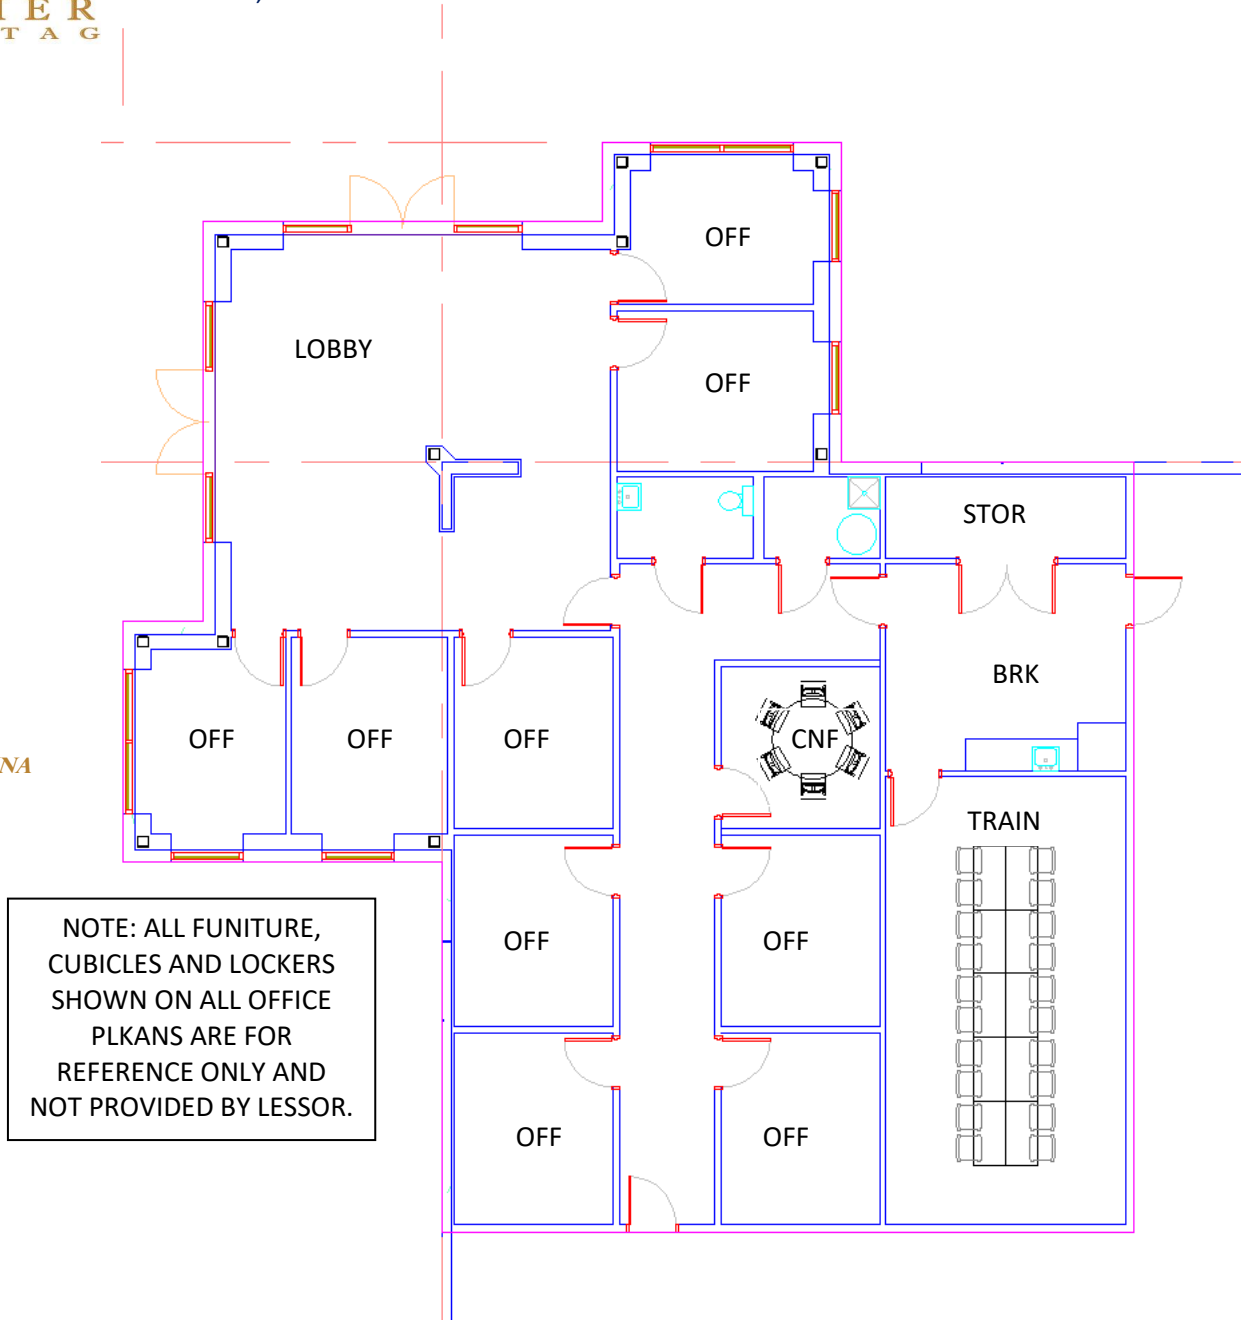 T A G
OFF
LOBBY
OFF
STOR
BRK
OFF
OFF
OFF
CNF
NA
TRAIN
NOTE: ALL FUNITURE,
CUBICLES AND LOCKERS
SHOWN ON ALL OFFICE
PLKANS ARE FOR
REFERENCE ONLY AND
NOT PROVIDED BY LESSOR.
OFF
OFF
OFF
OFF